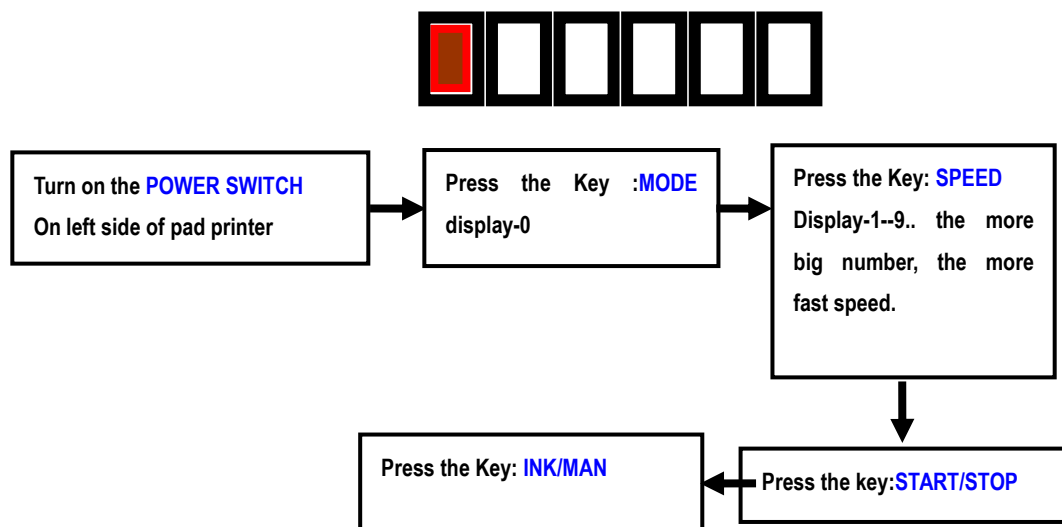 Turn on the POWER SWITCH
On left side of pad printer
Press the Key :MODE
display-0
Press the Key: SPEED
Display-1--9.. the more
big number, the more
fast speed.
Press the key:START/STOP
Press the Key: INK/MAN